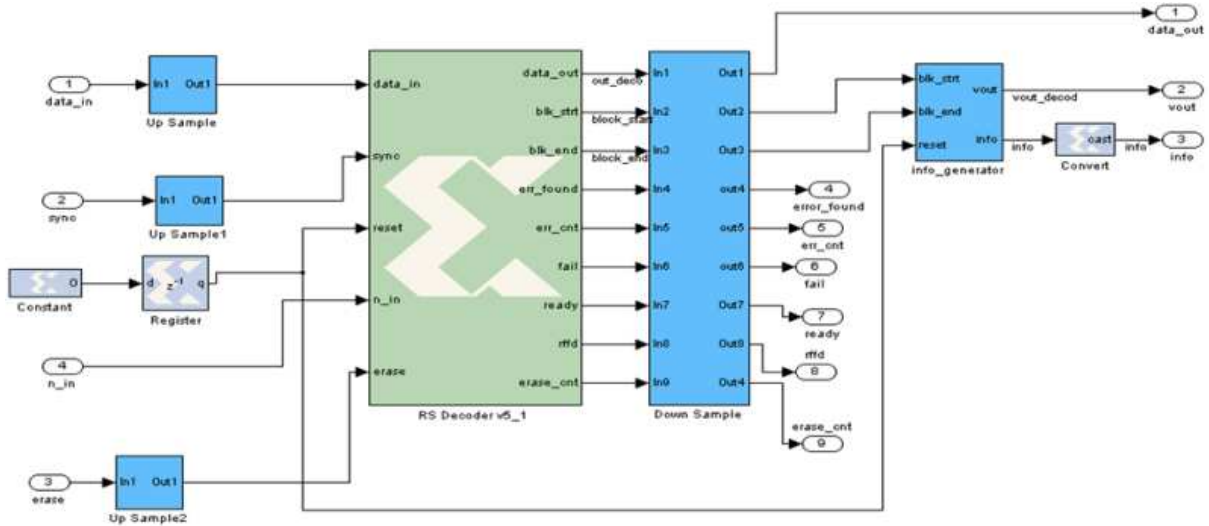 1
data_in
In1 Out1
Up Sample
2
sync
In1 Out1
Up Sample1
Constant
0
d z⁻¹ q
Register
4
n_in
3
erase
In1 Out1
Up Sample2
data_in
sync
reset
n_in
erase
data_out
blk_strt
blk_end
err_found
err_cnt
fail
ready
rffd
erase_cnt
RS Decoder v5_1
out_deco
block_start
block_end
In1 Out1
In2 Out2
In3 Out3
In4 out4
In5 out5
In6 out6
In7 Out7
In8 Out8
In9 Out4
Down Sample
4
error_found
5
err_cnt
6
fail
7
ready
rffd
8
erase_cnt
9
blk_strt
blk_end
reset
vout
info
info_generator
vout_decod
info
cast
Convert
info
1
data_out
2
vout
3
info